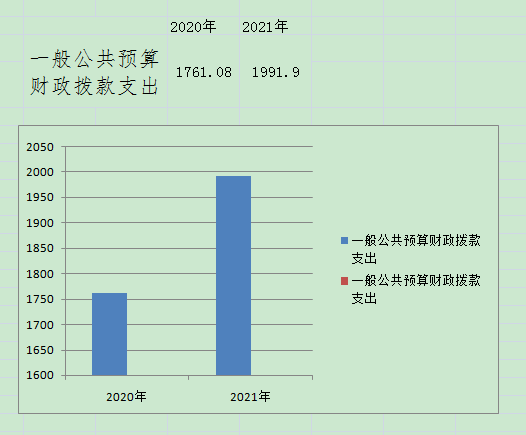 2020年 2021年
一般公共预算
财政拨款支出
1761.08 1991.9
2050
2000
1950
1900
1850
1800
1750
1700
1650
1600
2020年 2021年
一般公共预算财政拨款
支出
一般公共预算财政拨款
支出